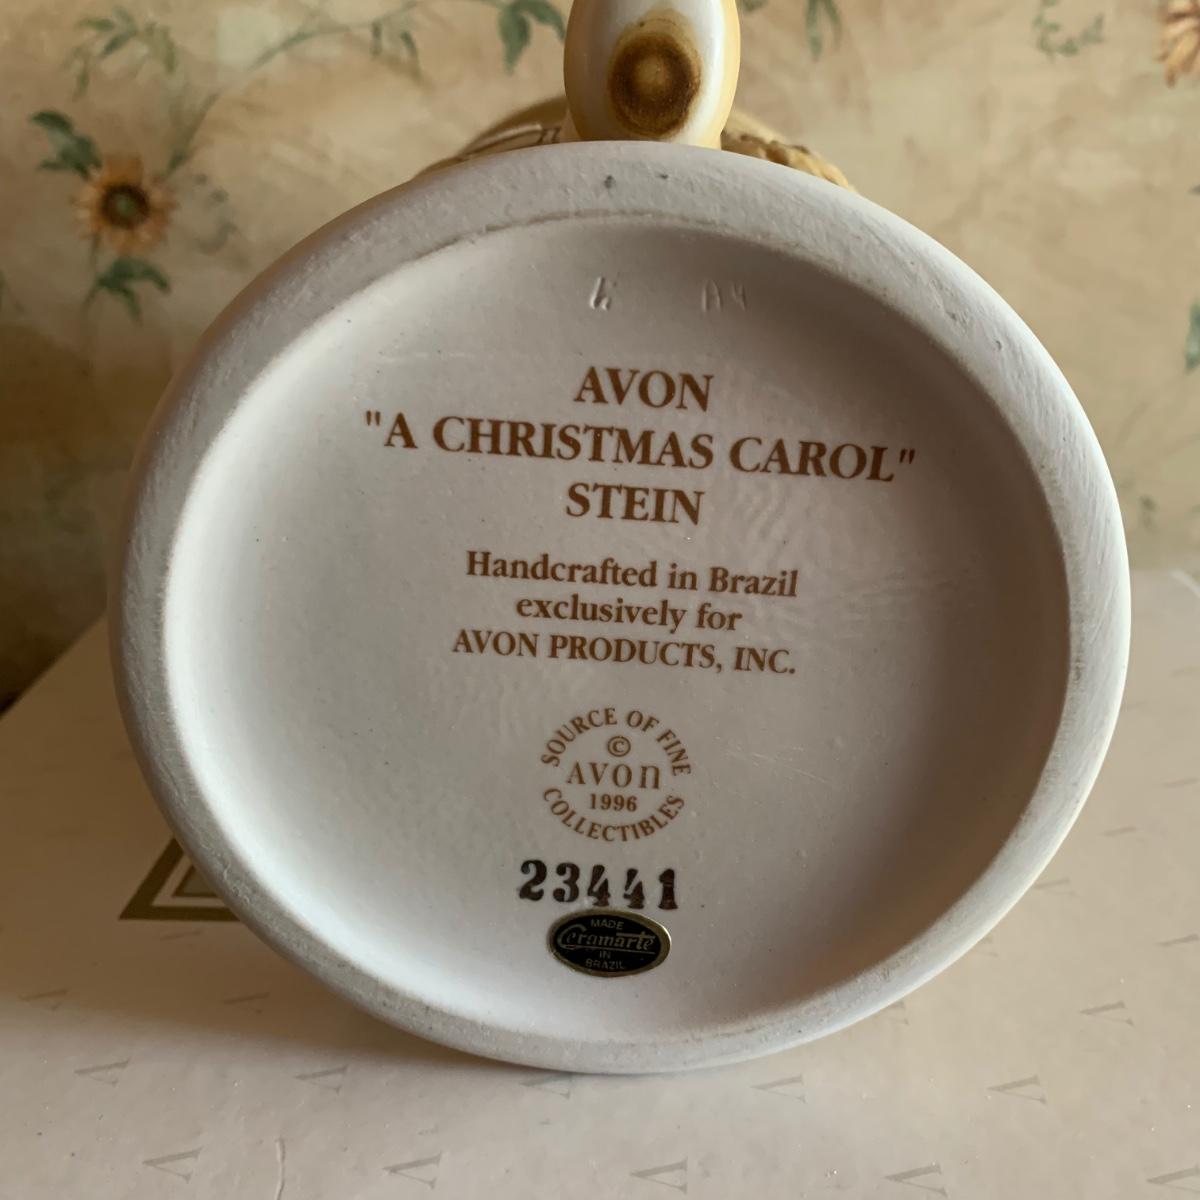 AVON
"A CHRISTMAS CAROL"
STEIN
Handcrafted in Brazil
exclusively for
AVON PRODUCTS, INC.
SOURCE OF FINE
©
AVON
1996
COLLECTIBLES
23441
MADE
Ceramarte
IN
BRAZIL